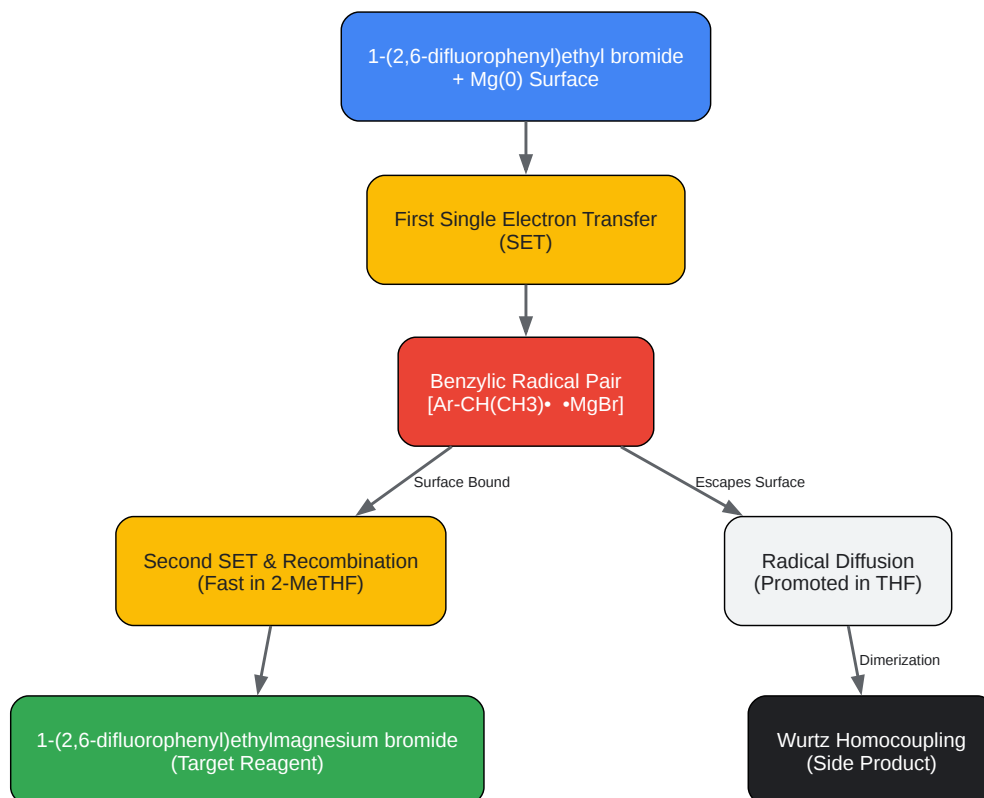 1-(2,6-difluorophenyl)ethyl bromide
+ Mg(0) Surface
First Single Electron Transfer
(SET)
Benzylic Radical Pair
[Ar-CH(CH3)• •MgBr]
Surface Bound
Escapes Surface
Second SET & Recombination
(Fast in 2-MeTHF)
Radical Diffusion
(Promoted in THF)
Dimerization
1-(2,6-difluorophenyl)ethylmagnesium bromide
(Target Reagent)
Wurtz Homocoupling
(Side Product)